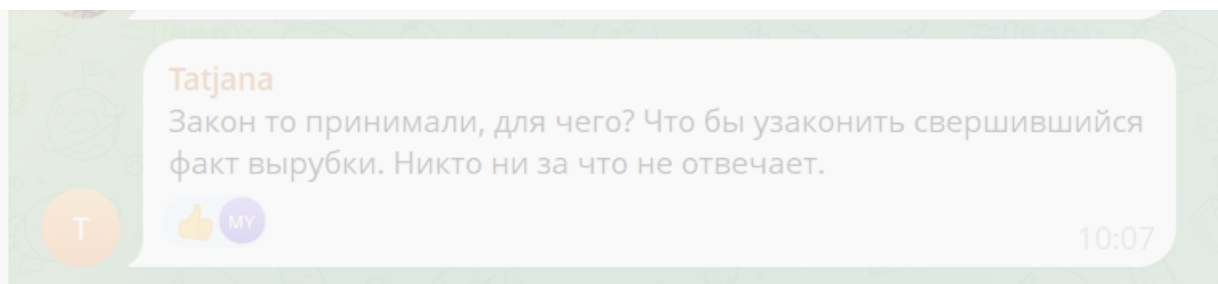 Tatjana
Закон то принимали, для чего? Что бы узаконить свершившийся
факт вырубки. Никто ни за что не отвечает.
T
MY
10:07